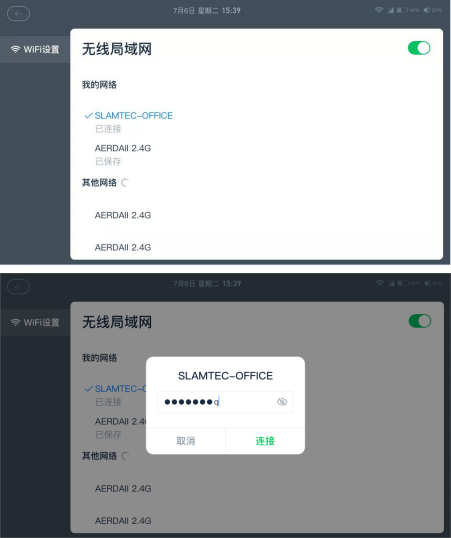 7月6日 星期二 15:39
WiFi设置
无线局域网
我的网络
SLAMTEC-OFFICE
已连接
AERDAII 2.4G
已保存
其他网络
AERDAII 2.4G
AERDAII 2.4G
7月6日 星期二 15:39
WiFi设置
无线局域网
我的网络
SLAMTEC-O
已连接
AERDAII 2.4
已保存
其他网络
AERDAII 2.4G
AERDAII 2.4G
SLAMTEC-OFFICE
●●●●●●●q
取消 连接